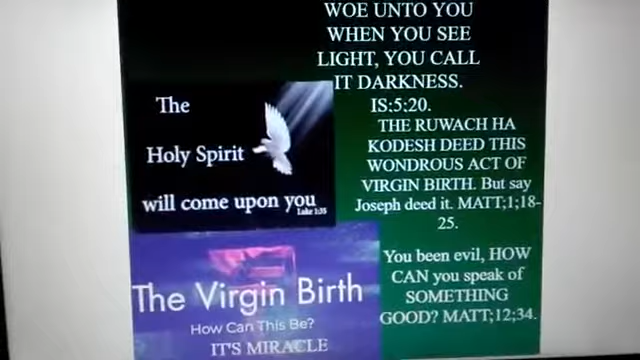 WOE UNTO YOU
WHEN YOU SEE
LIGHT, YOU CALL
IT DARKNESS.
IS:5:20.
THE RUWACH HA
KODESH DEED THIS
WONDROUS ACT OF
VIRGIN BIRTH. But say
Joseph deed it. MATT;1;18-
25.
You been evil, HOW
CAN you speak of
SOMETHING
GOOD? MATT;12;34.
The
Holy Spirit
will come upon you
Luke 1:35
The Virgin Birth
How Can This Be?
IT'S MIRACLE